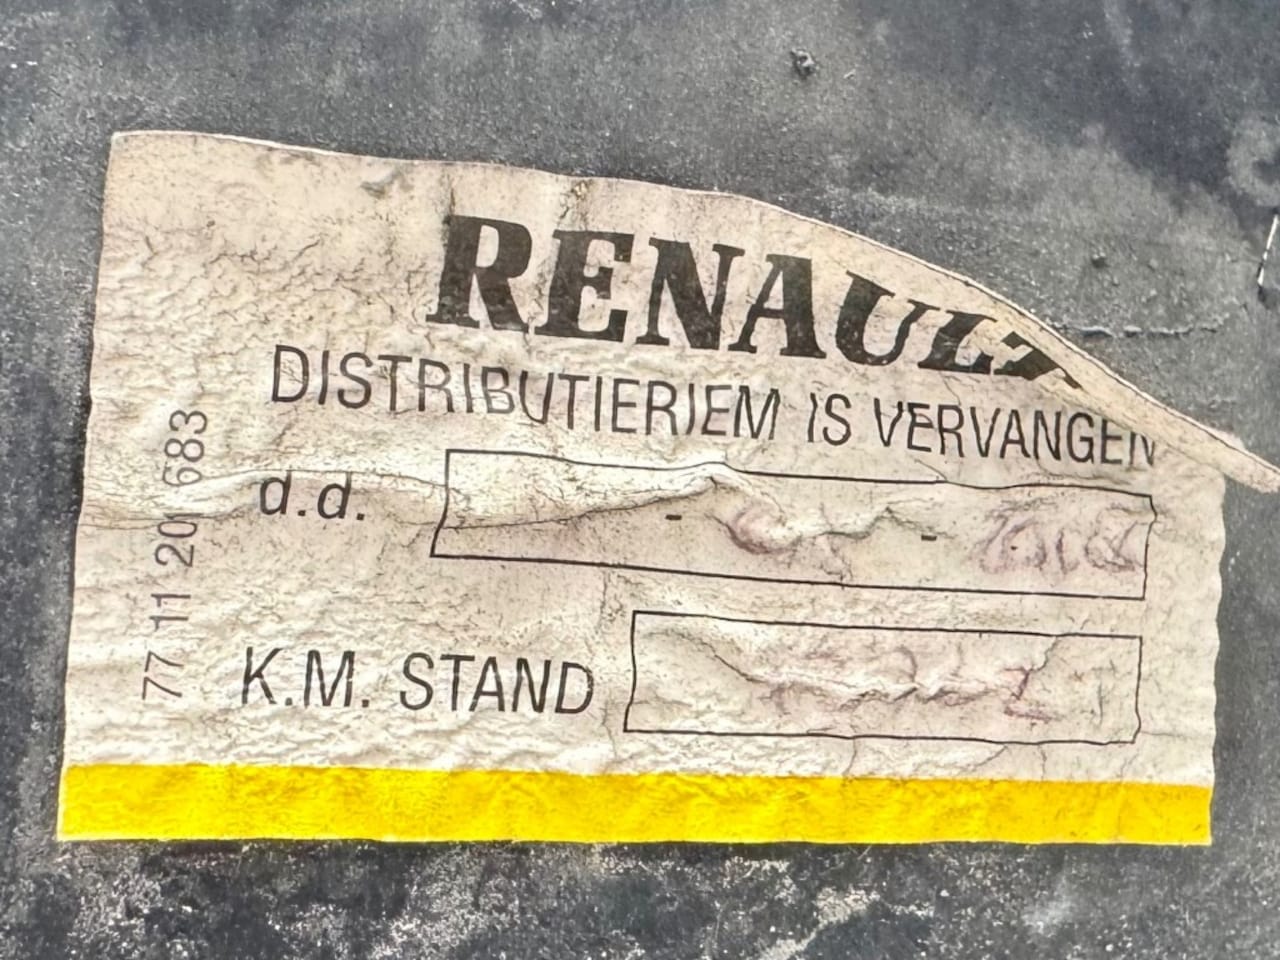 RENAULT
DISTRIBUTIERIEM IS VERVANGEN
d.d. - -
K.M. STAND
77 11 20 683